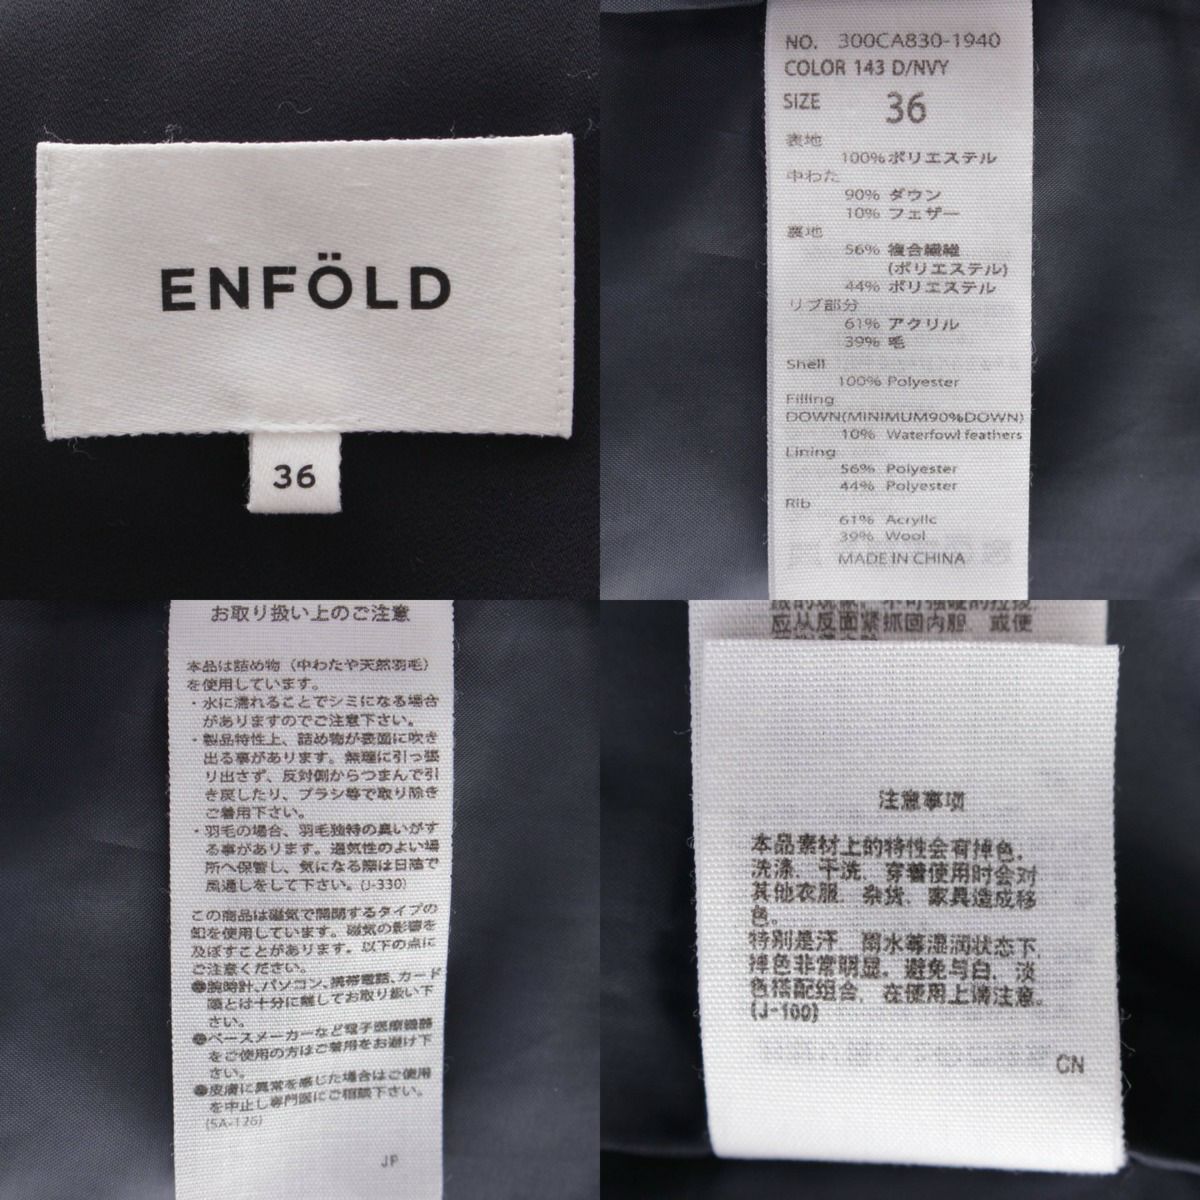 ENFÖLD
36
NO. 300CA830-1940
COLOR 143 D/NVY
SIZE 36
表地
100% ポリエステル
中わた
90% ダウン
10% フェザー
裏地
56% 複合繊維
(ポリエステル)
44% ポリエステル
リブ部分
61% アクリル
39% 毛
Shell
100% Polyester
Filling
DOWN(MINIMUM90%DOWN)
10% Waterfowl feathers
Lining
56% Polyester
44% Polyester
Rib
61% Acrylic
39% Wool
MADE IN CHINA
お取り扱い上のご注意
本品は詰め物（中わたや天然羽毛）
を使用しています。
・水に濡れることでシミになる場合
がありますのでご注意下さい。
・製品特性上、詰め物が表面に吹き
出る事があります。無理に引っ張
り出さず、反対側からつまんで引
き戻したり、ブラシ等で取り除き
ご着用下さい。
・羽毛の場合、羽毛独特の臭いがす
る事があります。通気性のよい場
所へ保管し、気になる際は日陰で
風通しをして下さい。(J-330)
この商品は磁気で開閉するタイプの
釦を使用しています。磁気の影響を
及ぼすことがあります。以下の点に
ご注意ください。
●腕時計、パソコン、携帯電話、カード
際とは十分に離してお取り扱い下
さい。
●ペースメーカーなど電子医療機器
をご使用の方はご着用をお避け下
さい。
●皮膚に異常を感じた場合はご使用
を中止し専門医にご相談下さい。
(SA-126)
JP
应从反面紧抓回内胆，或使
注意事项
本品素材上的特性会有掉色。
洗涤、干洗、穿着使用时会对
其他衣服、杂货、家具造成移
色。
特别是汗、雨水等湿润状态下，
掉色非常明显。避免与白、淡
色搭配组合，在使用上请注意。
(J-100)
CN